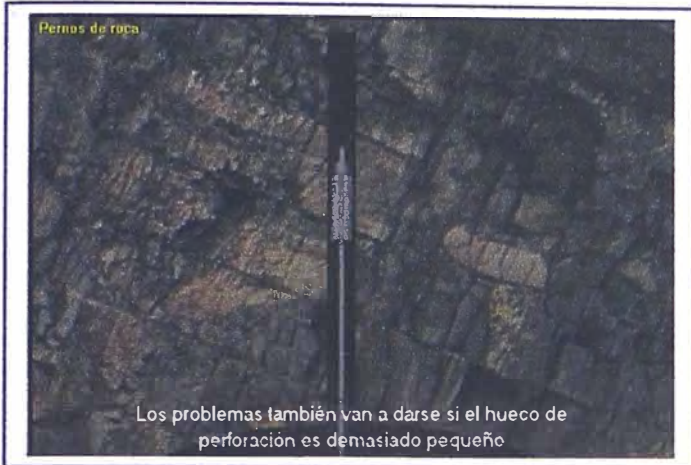 Pernos de roca
Los problemas también van a darse si el hueco de
perforación es demasiado pequeño